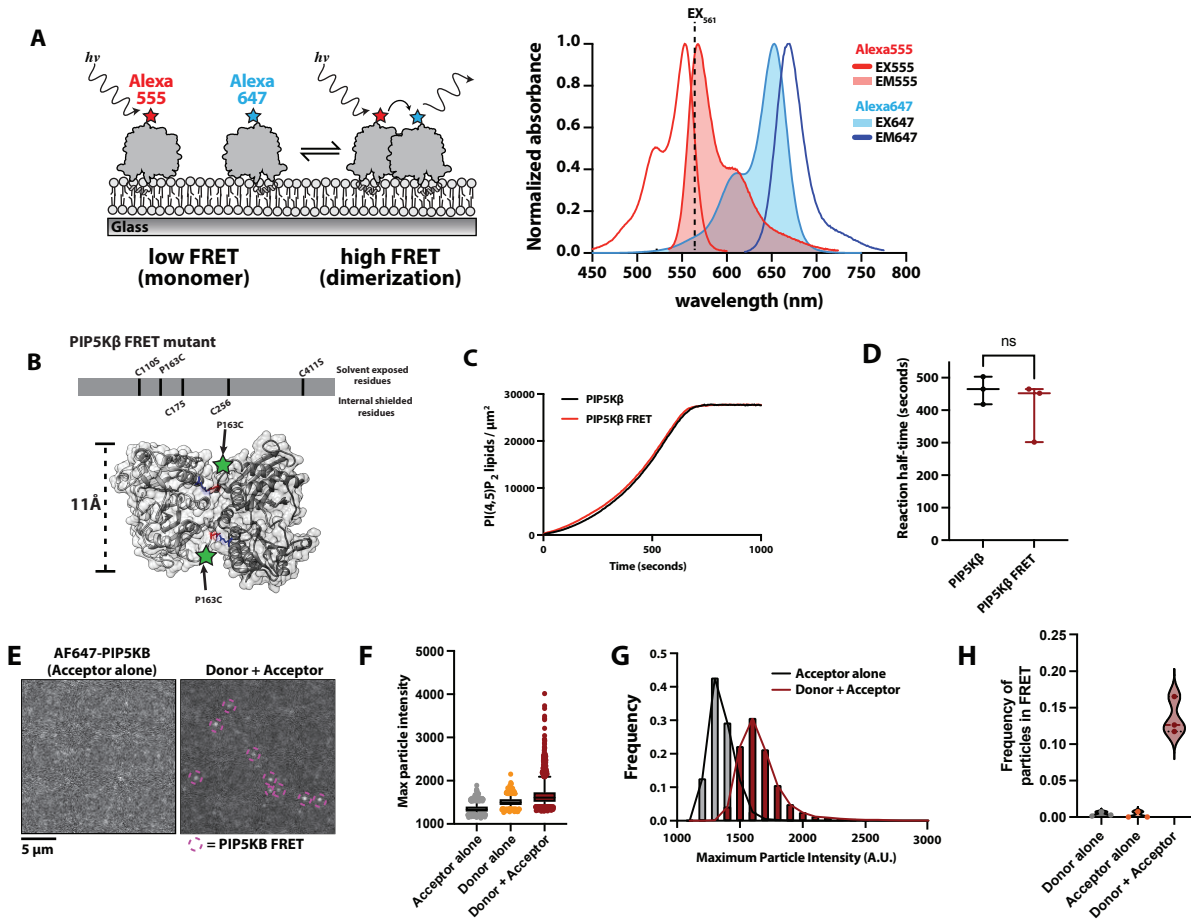 A
hν
Alexa
555
Alexa
647
hν
Glass
low FRET
(monomer)
high FRET
(dimerization)
EX561
Normalized absorbance
1.0
0.8
0.6
0.4
0.2
0.0
450
500
550
600
650
700
750
800
wavelength (nm)
Alexa555
EX555
EM555
Alexa647
EX647
EM647
B
PIP5Kβ FRET mutant
C110S
P163C
C411S
Solvent exposed
residues
C175
C256
Internal shielded
residues
P163C
11Å
P163C
C
PI(4,5)P2 lipids / μm2
30000
20000
10000
0
0
500
1000
Time (seconds)
PIP5Kβ
PIP5Kβ FRET
D
ns
Reaction half-time (seconds)
500
400
300
200
100
0
PIP5Kβ
PIP5Kβ FRET
E
AF647-PIP5KB
(Acceptor alone)
Donor + Acceptor
5 μm
= PIP5KB FRET
F
Max particle intensity
5000
4000
3000
2000
1000
Acceptor alone
Donor alone
Donor + Acceptor
G
Frequency
0.5
0.4
0.3
0.2
0.1
0.0
1000
1500
2000
2500
3000
Maximum Particle Intensity (A.U.)
Acceptor alone
Donor + Acceptor
H
Frequency of
particles in FRET
0.25
0.20
0.15
0.10
0.05
0.00
Donor alone
Acceptor alone
Donor + Acceptor